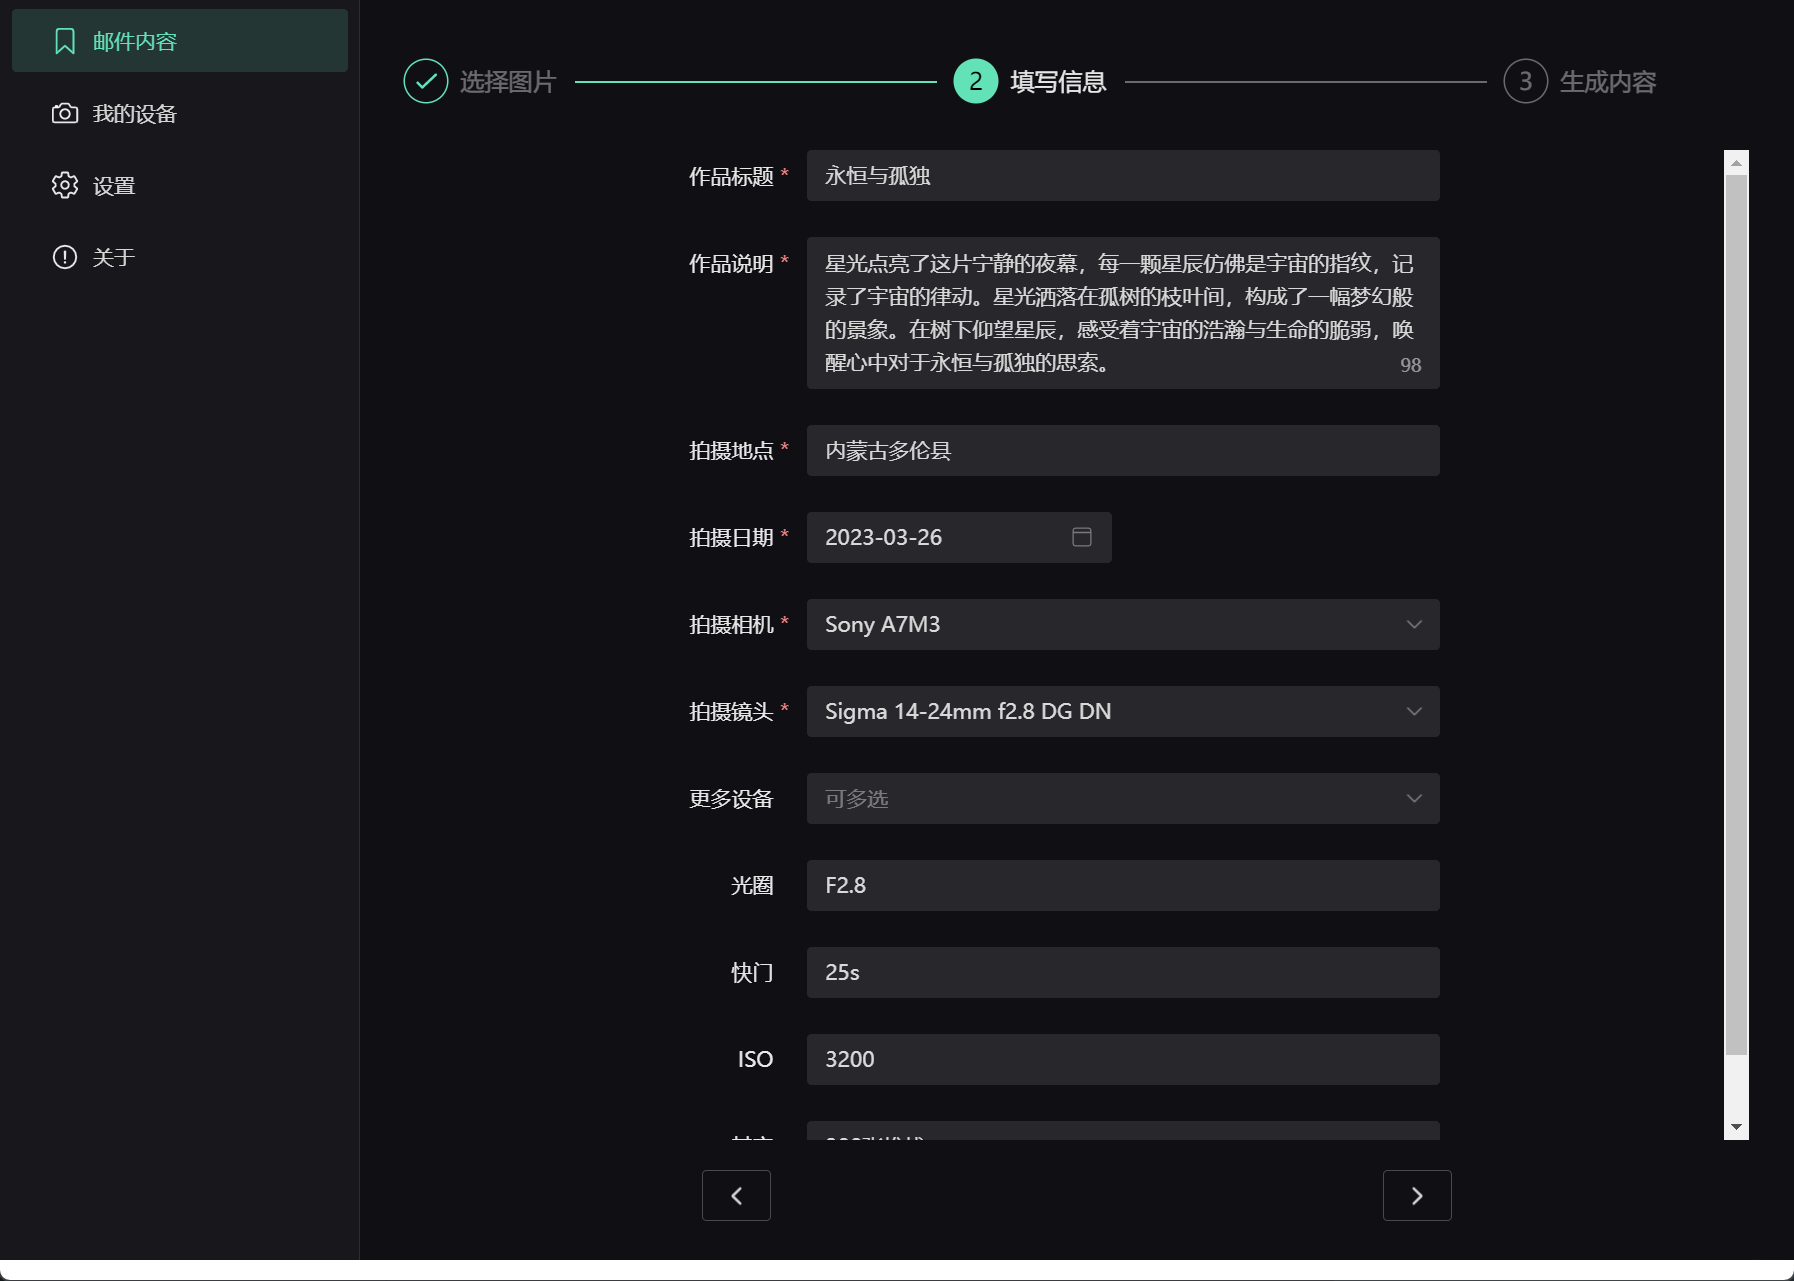 邮件内容
我的设备
设置
关于
选择图片
2 填写信息
3 生成内容
作品标题 * 永恒与孤独
作品说明 * 星光点亮了这片宁静的夜幕，每一颗星辰仿佛是宇宙的指纹，记
录了宇宙的律动。星光洒落在孤树的枝叶间，构成了一幅梦幻般
的景象。在树下仰望星辰，感受着宇宙的浩瀚与生命的脆弱，唤
醒心中对于永恒与孤独的思索。
98
拍摄地点 * 内蒙古多伦县
拍摄日期 * 2023-03-26
拍摄相机 * Sony A7M3
拍摄镜头 * Sigma 14-24mm f2.8 DG DN
更多设备 可多选
光圈 F2.8
快门 25s
ISO 3200